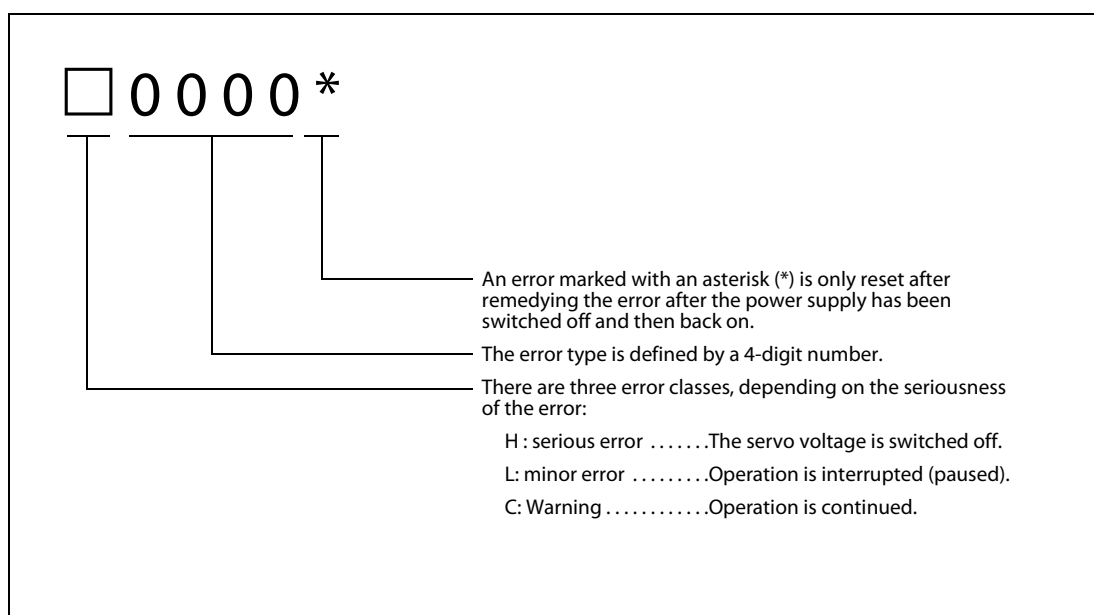 □ 0 0 0 0 *
An error marked with an asterisk (*) is only reset after
remedying the error after the power supply has been
switched off and then back on.
The error type is defined by a 4-digit number.
There are three error classes, depending on the seriousness
of the error:
H : serious error .......The servo voltage is switched off.
L: minor error .........Operation is interrupted (paused).
C: Warning ............Operation is continued.